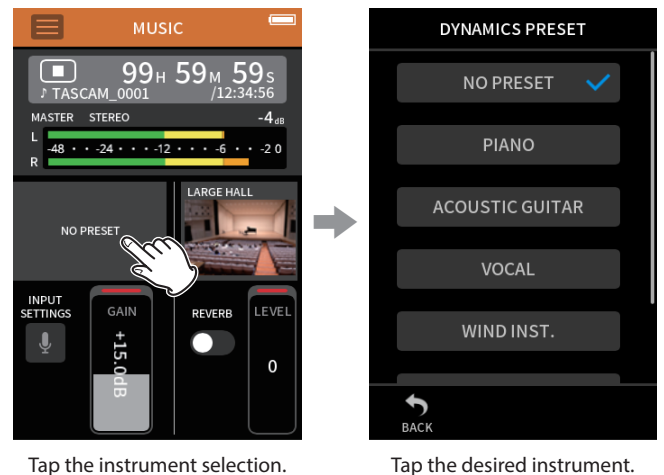 MUSIC
99H 59M 59s
♪ TASCAM_0001 /12:34:56
MASTER STEREO -4dB
L
-48 · · -24 · · · -12 · · · -6 · · -2 0
R
NO PRESET
LARGE HALL
INPUT
SETTINGS
GAIN
+15.0dB
REVERB
LEVEL
0
Tap the instrument selection.
DYNAMICS PRESET
NO PRESET
PIANO
ACOUSTIC GUITAR
VOCAL
WIND INST.
BACK
Tap the desired instrument.